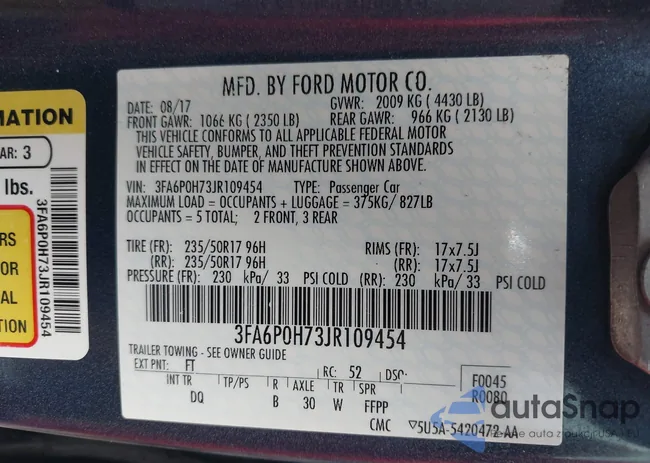 MFD. BY FORD MOTOR CO.
DATE: 08/17 GVWR: 2009 KG ( 4430 LB)
FRONT GAWR: 1066 KG ( 2350 LB) REAR GAWR: 966 KG ( 2130 LB)
THIS VEHICLE CONFORMS TO ALL APPLICABLE FEDERAL MOTOR
VEHICLE SAFETY, BUMPER, AND THEFT PREVENTION STANDARDS
IN EFFECT ON THE DATE OF MANUFACTURE SHOWN ABOVE.
VIN: 3FA6P0H73JR109454 TYPE: Passenger Car
MAXIMUM LOAD = OCCUPANTS + LUGGAGE = 375KG/ 827LB
OCCUPANTS = 5 TOTAL; 2 FRONT, 3 REAR
TIRE (FR): 235/50R17 96H RIMS (FR): 17x7.5J
(RR): 235/50R17 96H (RR): 17x7.5J
PRESSURE (FR): 230 kPa/ 33 PSI COLD (RR): 230 kPa/ 33 PSI COLD
3FA6P0H73JR109454
TRAILER TOWING - SEE OWNER GUIDE
EXT PNT: FT RC: 52 DSO: F0045
INT TR TP/PS R AXLE TR SPR R0080
DQ B 30 W FFPP
CMC 5U5A-5420472-AA
MATION
AR: 3
lbs.
RS
OR
AL
TION
3FA6P0H73JR109454
autaSnap